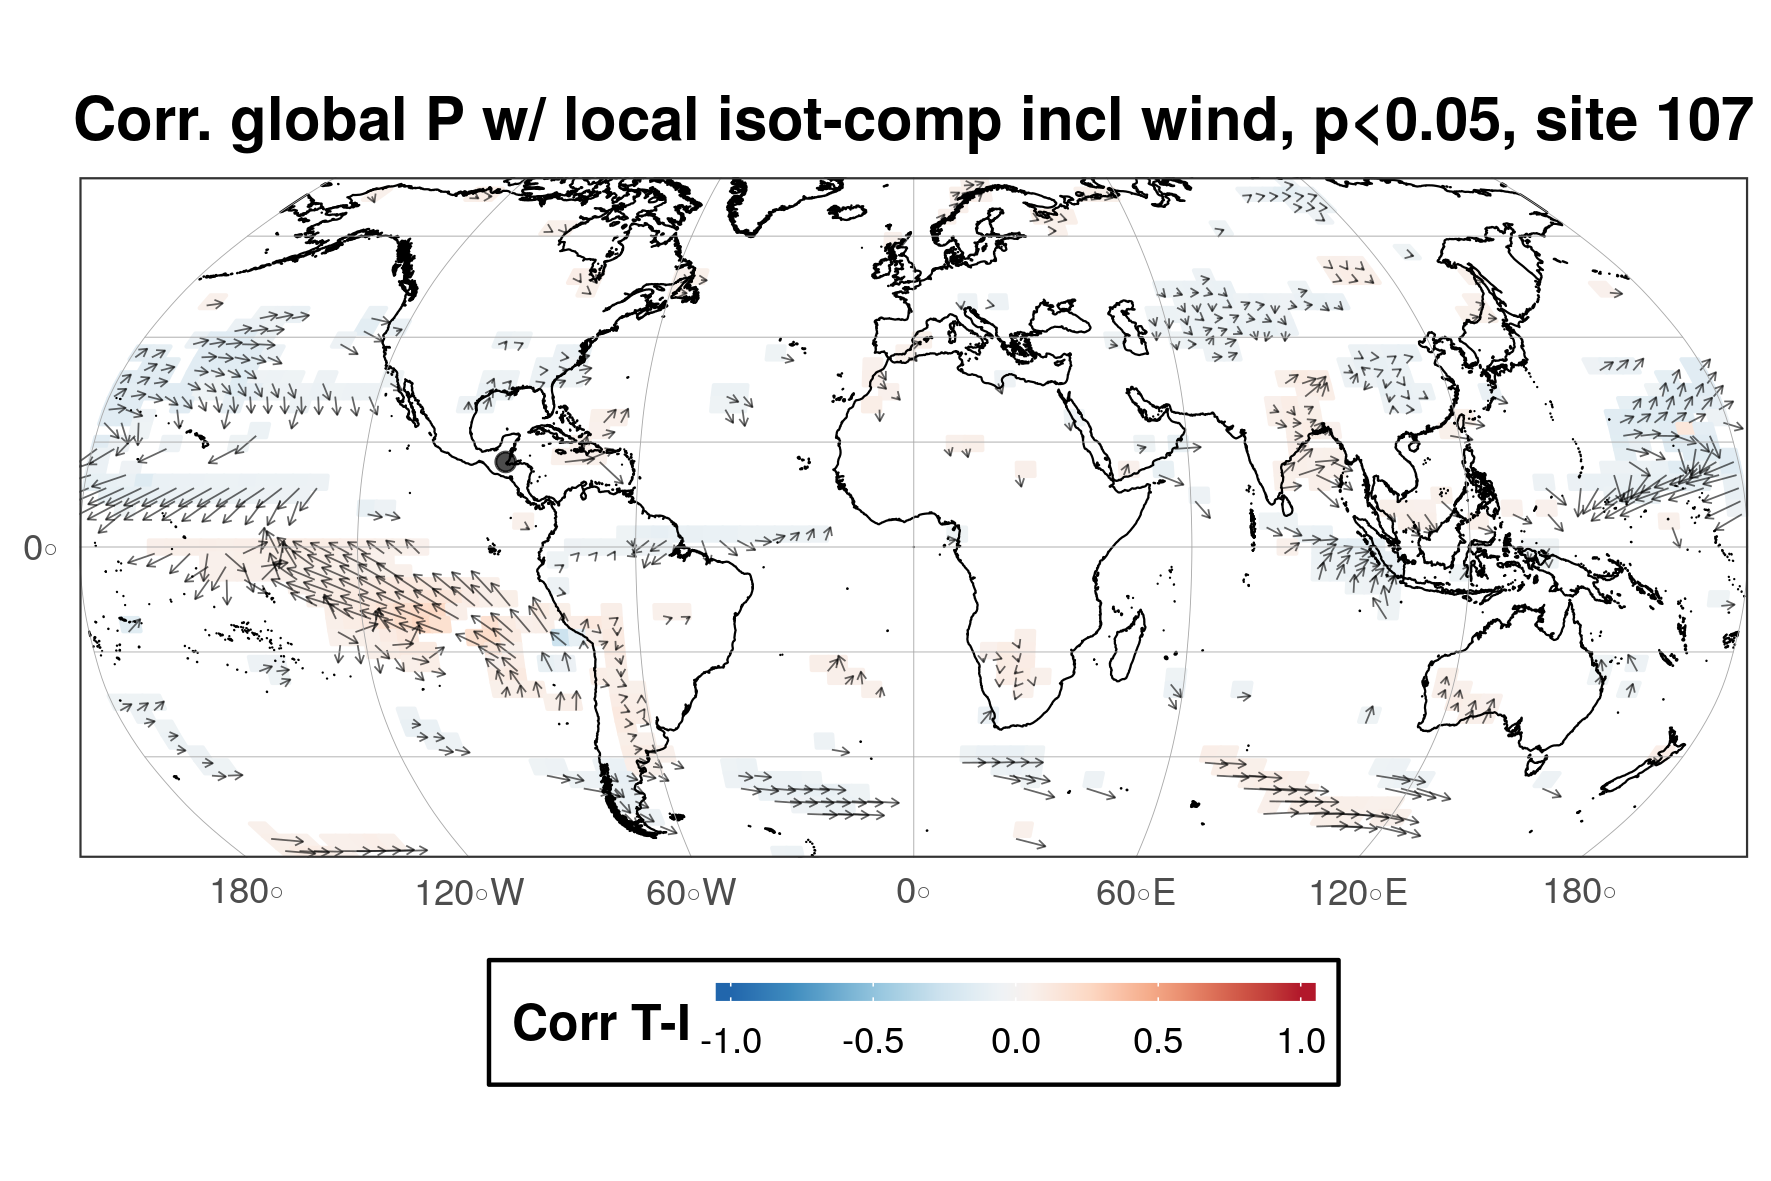 Corr. global P w/ local isot-comp incl wind, p<0.05, site 107
0○
180○ 120○W 60○W 0○ 60○E 120○E 180○
Corr T-I
-1.0 -0.5 0.0 0.5 1.0